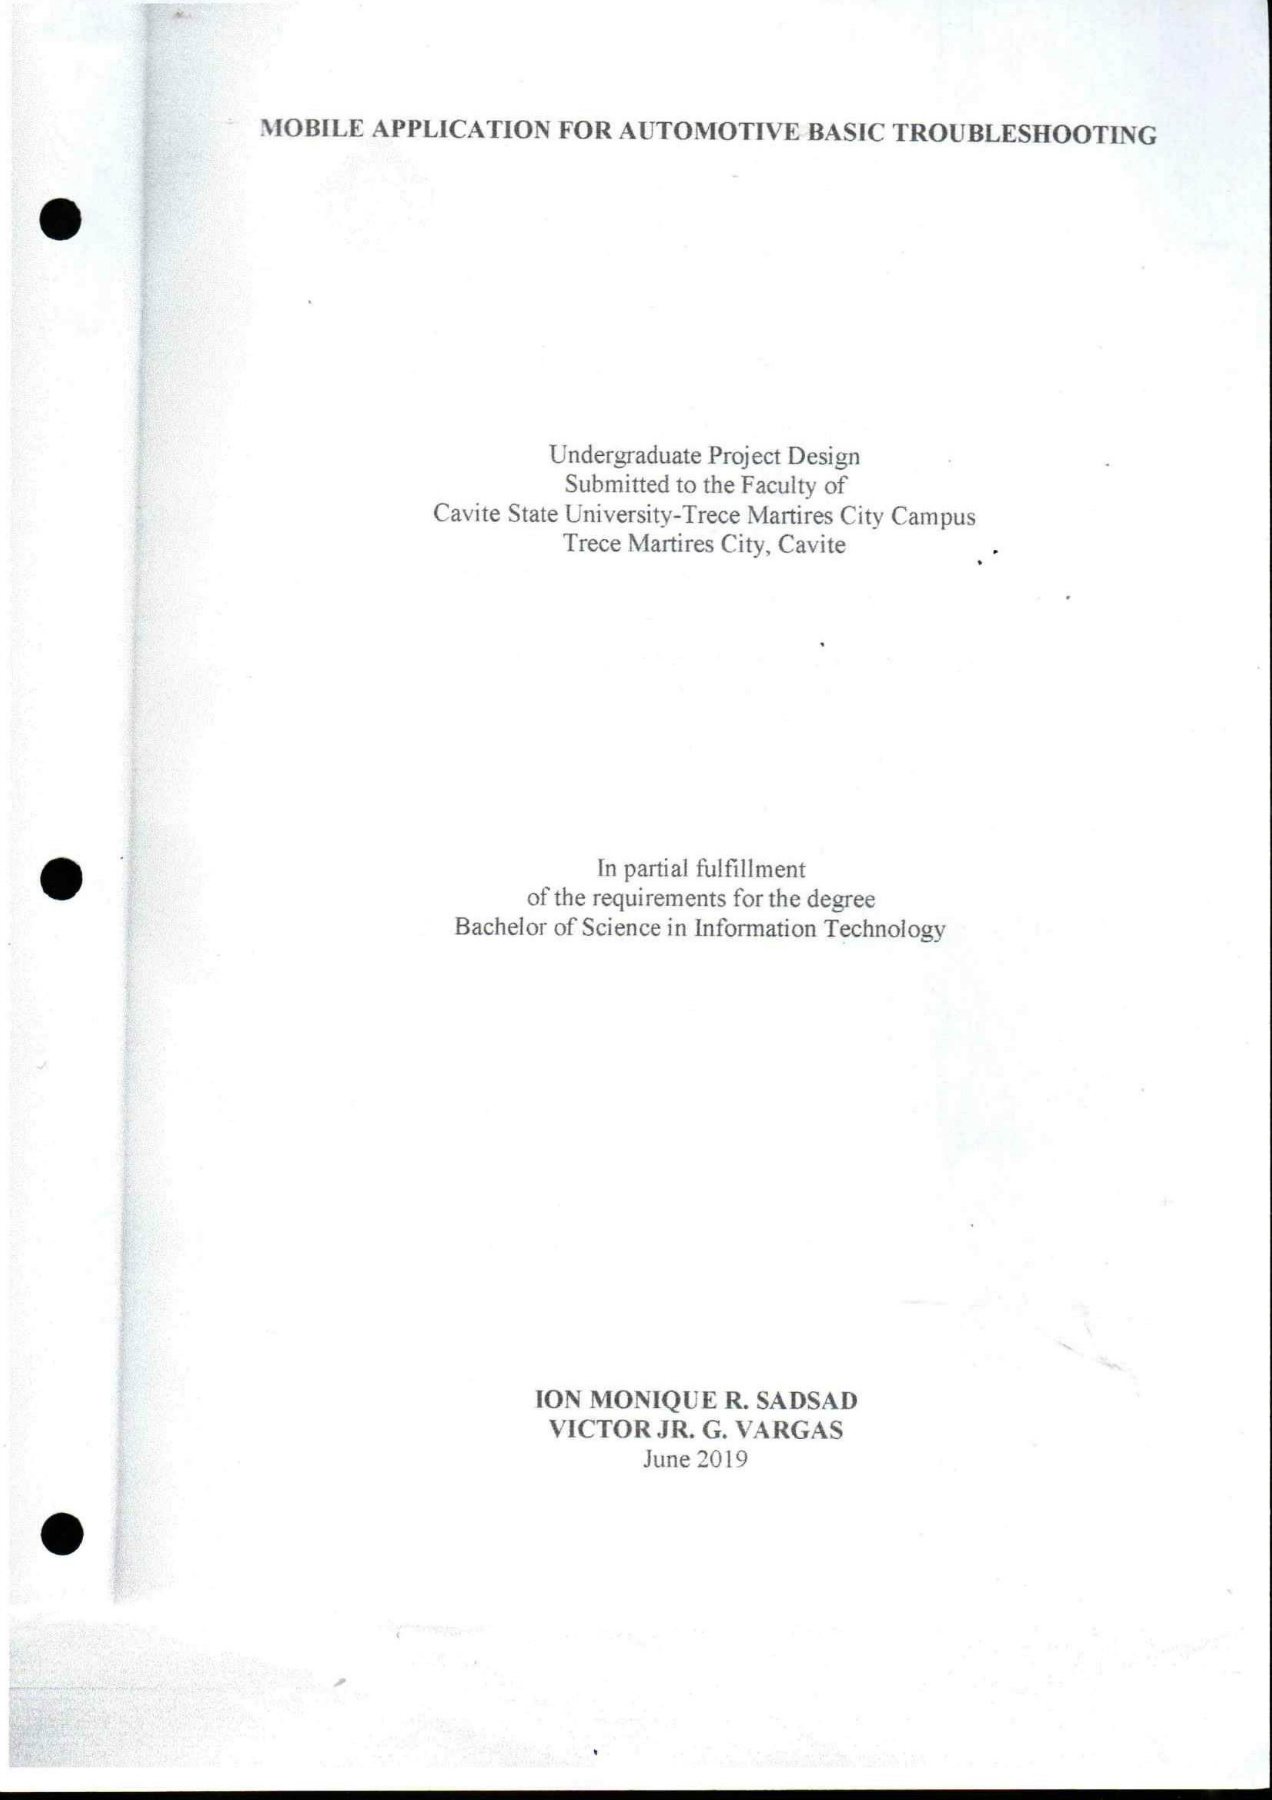 MOBILE APPLICATION FOR AUTOMOTIVE BASIC TROUBLESHOOTING
Undergraduate Project Design
Submitted to the Faculty of
Cavite State University-Trece Martires City Campus
Trece Martires City, Cavite
In partial fulfillment
of the requirements for the degree
Bachelor of Science in Information Technology
ION MONIQUE R. SADSAD
VICTOR JR. G. VARGAS
June 2019